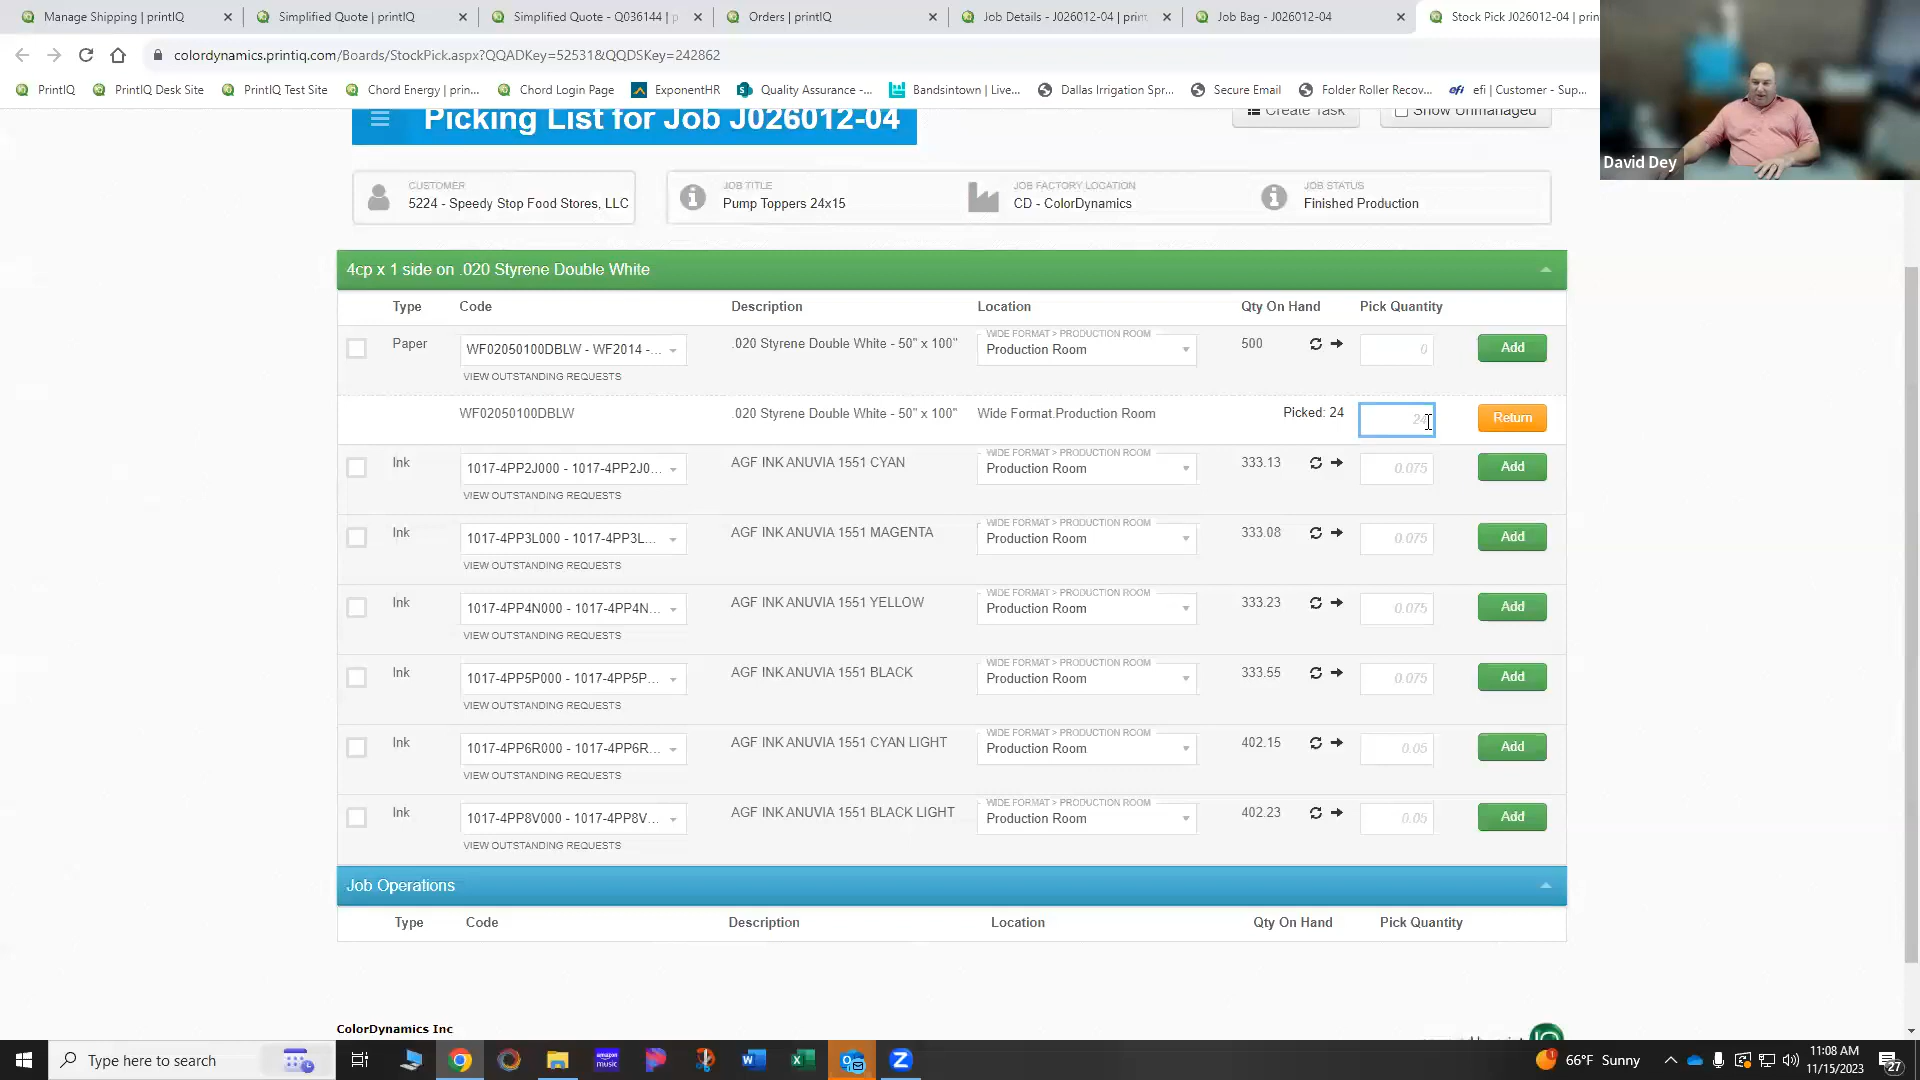 Manage Shipping | printIQ
Simplified Quote | printIQ
Simplified Quote - Q036144 | p
Orders | printIQ
Job Details - J026012-04 | print
Job Bag - J026012-04
Stock Pick J026012-04 | prin
colordynamics.printiq.com/Boards/StockPick.aspx?QQADKey=52531&QQDSKey=242862
PrintIQ
PrintIQ Desk Site
PrintIQ Test Site
Chord Energy | prin...
Chord Login Page
ExponentHR
Quality Assurance -...
Bandsintown | Live...
Dallas Irrigation Spr...
Secure Email
Folder Roller Recov...
efi
efi | Customer - Sup...
David Dey
Picking List for Job J026012-04
Create Task
Show Unmanaged
CUSTOMER
5224 - Speedy Stop Food Stores, LLC
JOB TITLE
Pump Toppers 24x15
JOB FACTORY LOCATION
CD - ColorDynamics
JOB STATUS
Finished Production
4cp x 1 side on .020 Styrene Double White
Type Code Description Location Qty On Hand Pick Quantity
WIDE FORMAT > PRODUCTION ROOM
Paper WF02050100DBLW - WF2014 -... .020 Styrene Double White - 50" x 100" Production Room 500 0 Add
VIEW OUTSTANDING REQUESTS
WF02050100DBLW .020 Styrene Double White - 50" x 100" Wide Format.Production Room Picked: 24 24 Return
WIDE FORMAT > PRODUCTION ROOM
Ink 1017-4PP2J000 - 1017-4PP2J0... AGF INK ANUVIA 1551 CYAN Production Room 333.13 0.075 Add
VIEW OUTSTANDING REQUESTS
WIDE FORMAT > PRODUCTION ROOM
Ink 1017-4PP3L000 - 1017-4PP3L... AGF INK ANUVIA 1551 MAGENTA Production Room 333.08 0.075 Add
VIEW OUTSTANDING REQUESTS
WIDE FORMAT > PRODUCTION ROOM
Ink 1017-4PP4N000 - 1017-4PP4N... AGF INK ANUVIA 1551 YELLOW Production Room 333.23 0.075 Add
VIEW OUTSTANDING REQUESTS
WIDE FORMAT > PRODUCTION ROOM
Ink 1017-4PP5P000 - 1017-4PP5P... AGF INK ANUVIA 1551 BLACK Production Room 333.55 0.075 Add
VIEW OUTSTANDING REQUESTS
WIDE FORMAT > PRODUCTION ROOM
Ink 1017-4PP6R000 - 1017-4PP6R... AGF INK ANUVIA 1551 CYAN LIGHT Production Room 402.15 0.05 Add
VIEW OUTSTANDING REQUESTS
WIDE FORMAT > PRODUCTION ROOM
Ink 1017-4PP8V000 - 1017-4PP8V... AGF INK ANUVIA 1551 BLACK LIGHT Production Room 402.23 0.05 Add
VIEW OUTSTANDING REQUESTS
Job Operations
Type Code Description Location Qty On Hand Pick Quantity
ColorDynamics Inc
Type here to search
amazon music
66°F Sunny
11:08 AM
11/15/2023
27